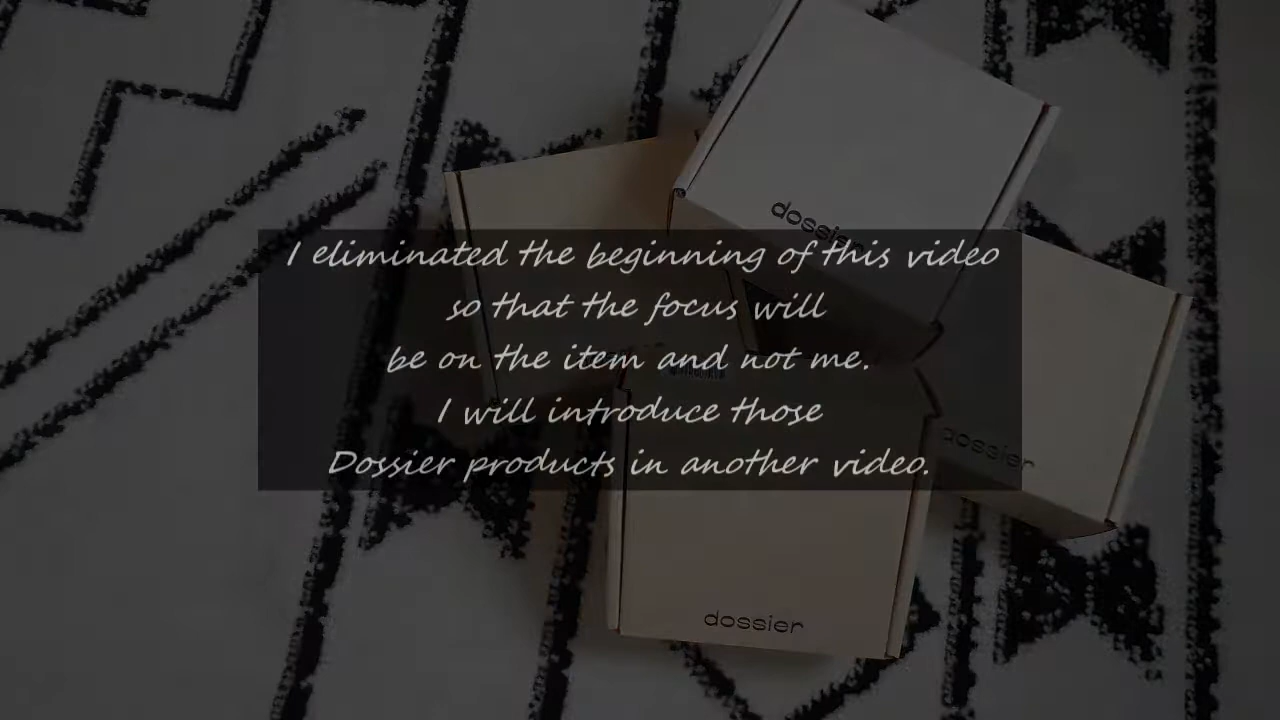 dossier
I eliminated the beginning of this video
so that the focus will
be on the item and not me.
I will introduce those
Dossier products in another video.
dossier
dossier